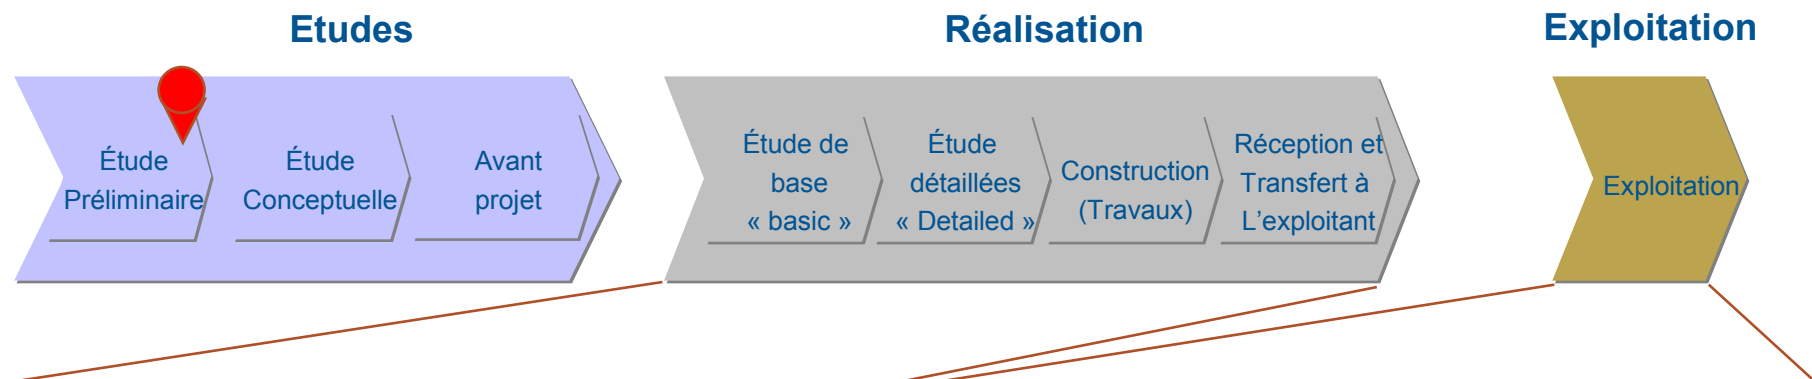 Etudes
Réalisation
Exploitation
Étude
Préliminaire
Étude
Conceptuelle
Avant
projet
Étude de
base
« basic »
Étude
détaillées
« Detailed »
Construction
(Travaux)
Réception et
Transfert à
L'exploitant
Exploitation